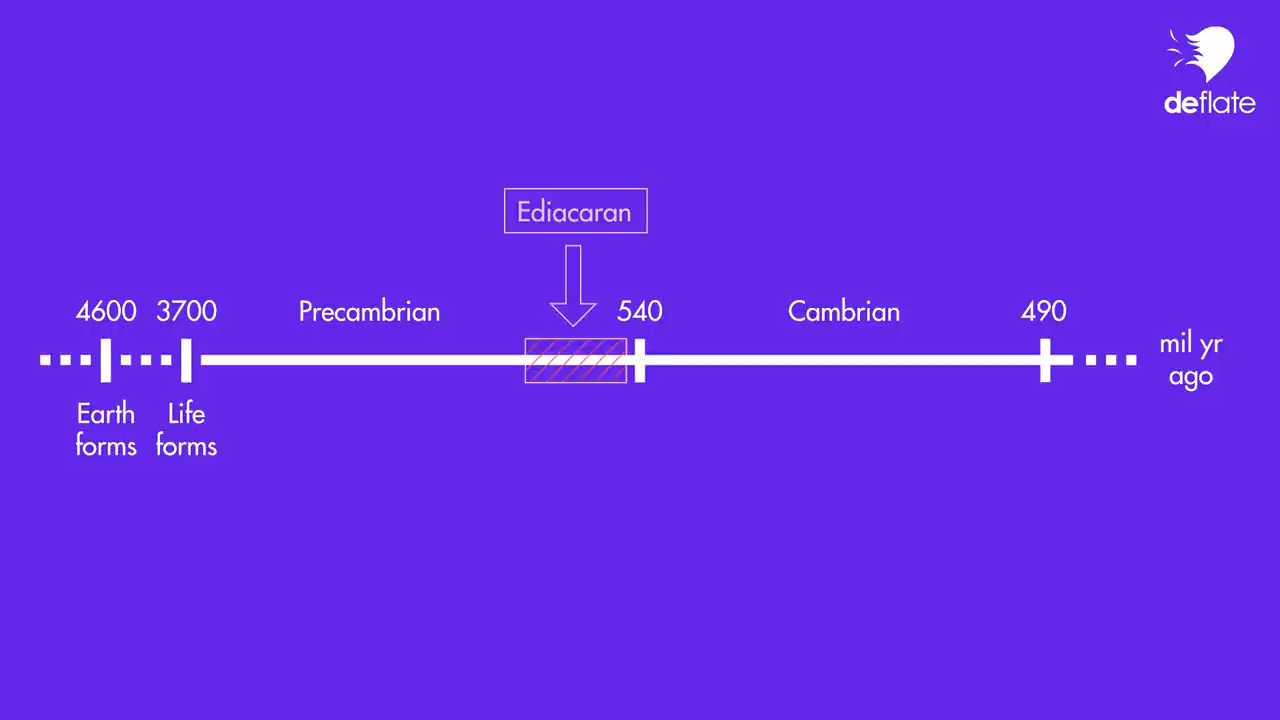 deflate
Ediacaran
4600 3700 Precambrian 540 Cambrian 490
mil yr
ago
Earth
forms
Life
forms